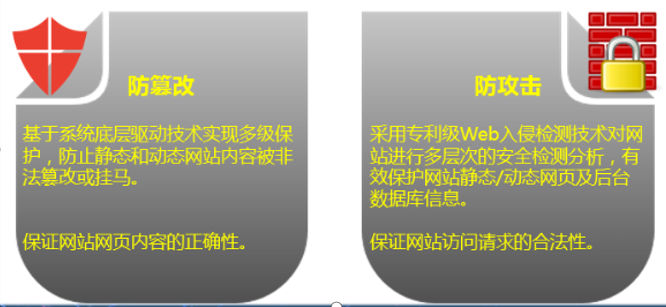 防篡改
基于系统底层驱动技术实现多级保
护，防止静态和动态网站内容被非
法篡改或挂马。
保证网站网页内容的正确性。
防攻击
采用专利级Web入侵检测技术对网
站进行多层次的安全检测分析，有
效保护网站静态/动态网页及后台
数据库信息。
保证网站访问请求的合法性。